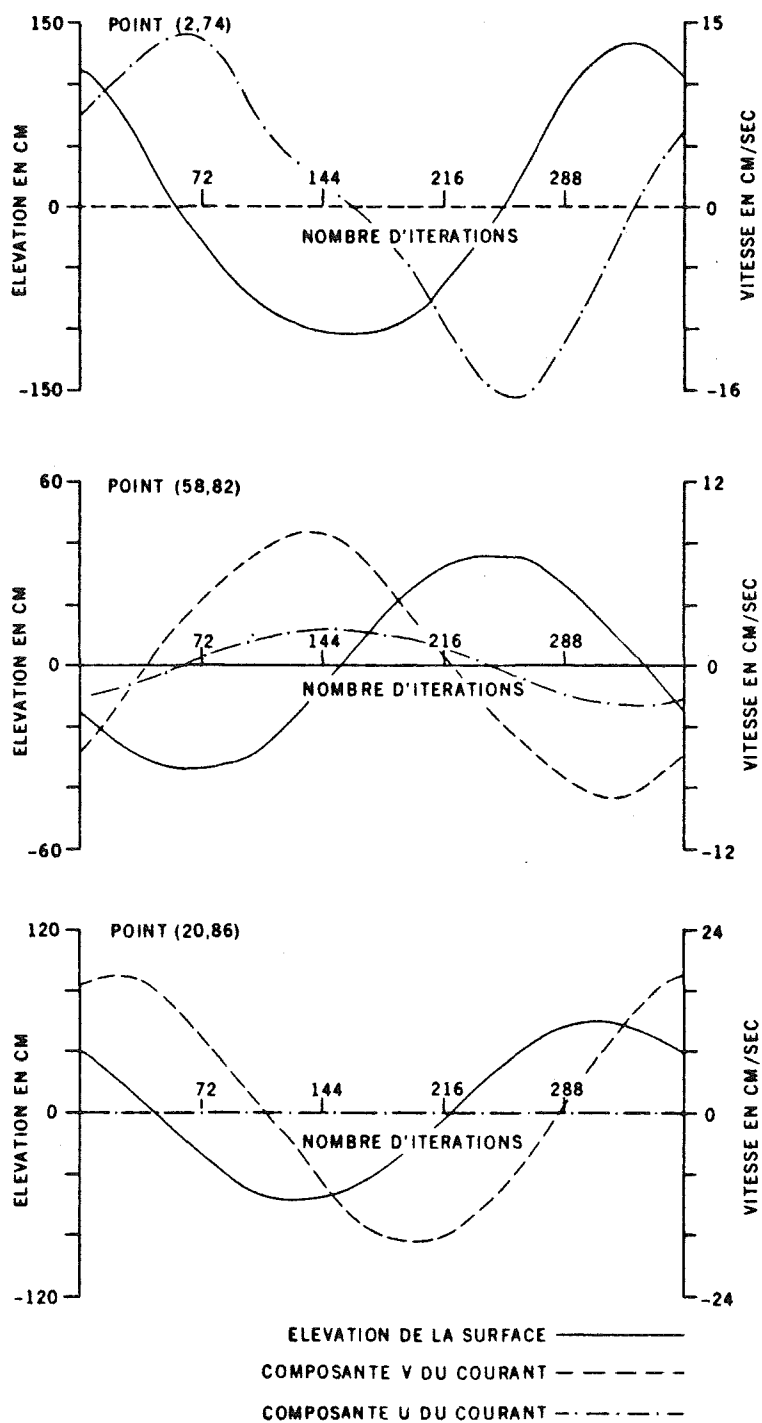 150
POINT (2,74)
15
ELEVATION EN CM
VITESSE EN CM/SEC
72
144
216
288
0
0
NOMBRE D'ITERATIONS
-150
-16
60
POINT (58,82)
12
ELEVATION EN CM
VITESSE EN CM/SEC
72
144
216
288
0
0
NOMBRE D'ITERATIONS
-60
-12
120
POINT (20,86)
24
ELEVATION EN CM
VITESSE EN CM/SEC
72
144
216
288
0
0
NOMBRE D'ITERATIONS
-120
-24
ELEVATION DE LA SURFACE
COMPOSANTE V DU COURANT
COMPOSANTE U DU COURANT